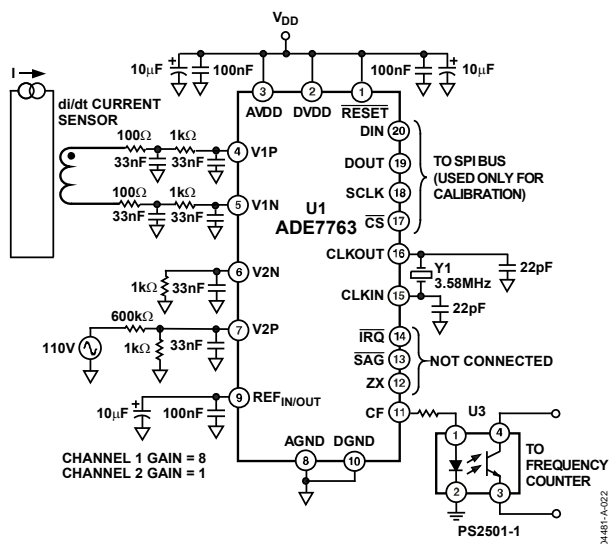 VDD
I
10μF
100nF
100nF
10μF
di/dt CURRENT
SENSOR
3
2
1
AVDD
DVDD
RESET
100Ω
1kΩ
33nF
33nF
4
V1P
100Ω
1kΩ
33nF
33nF
5
V1N
U1
ADE7763
DIN
20
DOUT
19
SCLK
18
CS
17
TO SPI BUS
(USED ONLY FOR
CALIBRATION)
CLKOUT
16
Y1
3.58MHz
22pF
CLKIN
15
22pF
6
V2N
1kΩ
33nF
600kΩ
7
V2P
110V
1kΩ
33nF
IRQ
14
SAG
13
ZX
12
NOT CONNECTED
9
REFIN/OUT
10μF
100nF
CF
11
U3
1
4
2
3
TO
FREQUENCY
COUNTER
PS2501-1
AGND
DGND
8
10
CHANNEL 1 GAIN = 8
CHANNEL 2 GAIN = 1
04481-A-022